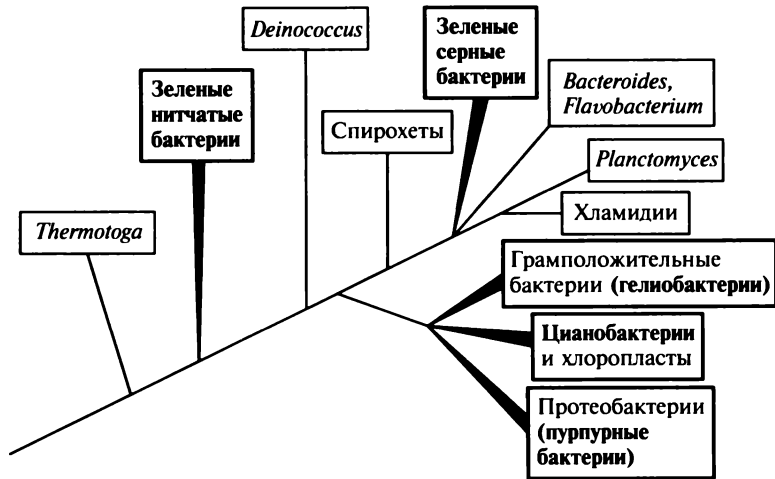 Deinococcus
Зеленые
серные
бактерии
Зеленые
нитчатые
бактерии
Bacteroides,
Flavobacterium
Спирохеты
Planctomyces
Хламидии
Thermotoga
Грамположительные
бактерии (гелиобактерии)
Цианобактерии
и хлоропласты
Протеобактерии
(пурпурные
бактерии)